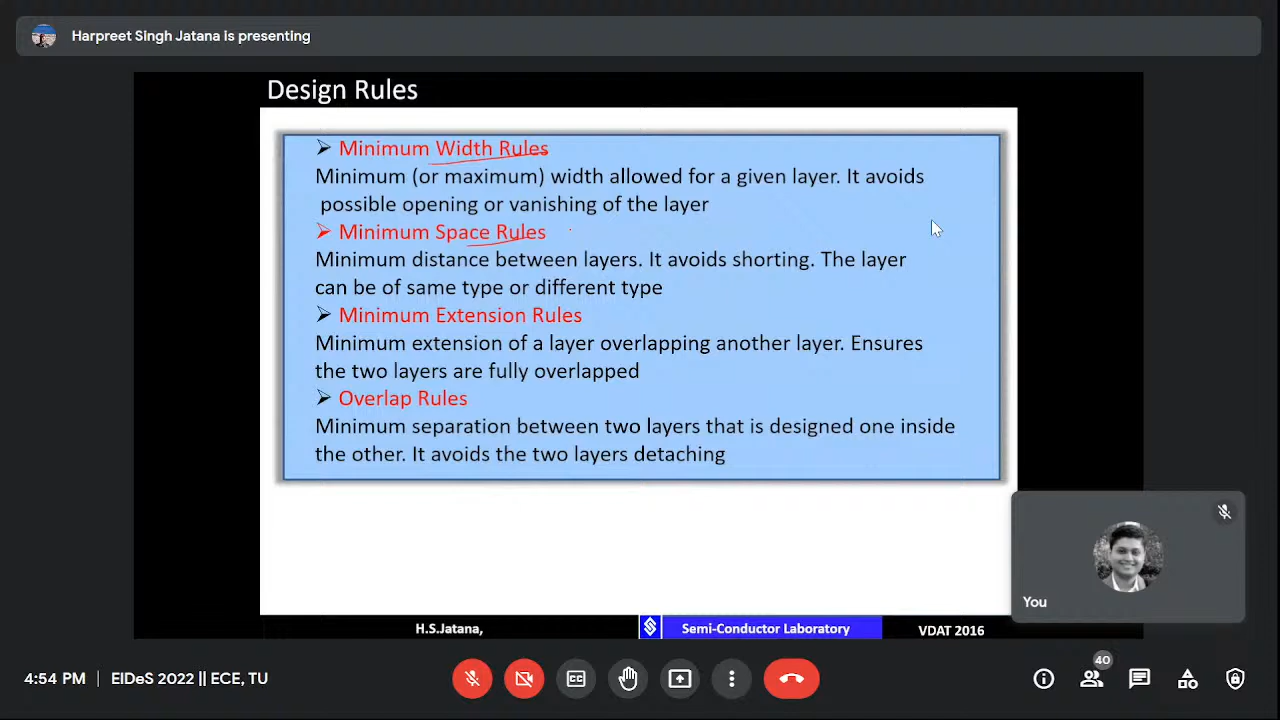 Harpreet Singh Jatana is presenting
Design Rules
➢ Minimum Width Rules
Minimum (or maximum) width allowed for a given layer. It avoids
possible opening or vanishing of the layer
➢ Minimum Space Rules
Minimum distance between layers. It avoids shorting. The layer
can be of same type or different type
➢ Minimum Extension Rules
Minimum extension of a layer overlapping another layer. Ensures
the two layers are fully overlapped
➢ Overlap Rules
Minimum separation between two layers that is designed one inside
the other. It avoids the two layers detaching
You
H.S.Jatana, Semi-Conductor Laboratory VDAT 2016
4:54 PM | EIDeS 2022 || ECE, TU
CC
40